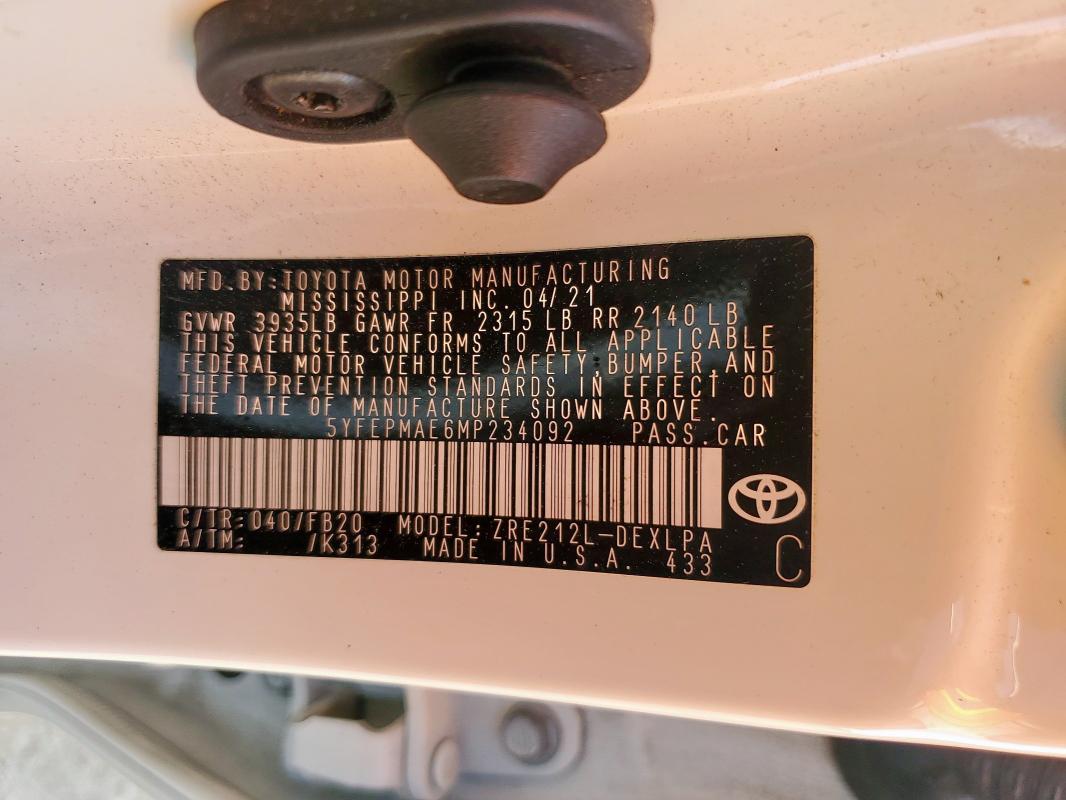 MFD. BY: TOYOTA MOTOR MANUFACTURING
MISSISSIPPI INC. 04/21
GVWR 3935LB GAWR FR 2315 LB RR 2140 LB
THIS VEHICLE CONFORMS TO ALL APPLICABLE
FEDERAL MOTOR VEHICLE SAFETY, BUMPER, AND
THEFT PREVENTION STANDARDS IN EFFECT ON
THE DATE OF MANUFACTURE SHOWN ABOVE.
5YFEPMAE6MP234092 PASS. CAR
C/TR: 040/FB20 MODEL: ZRE212L-DEXLPA
A/TM: /K313 MADE IN U.S.A. 433
C